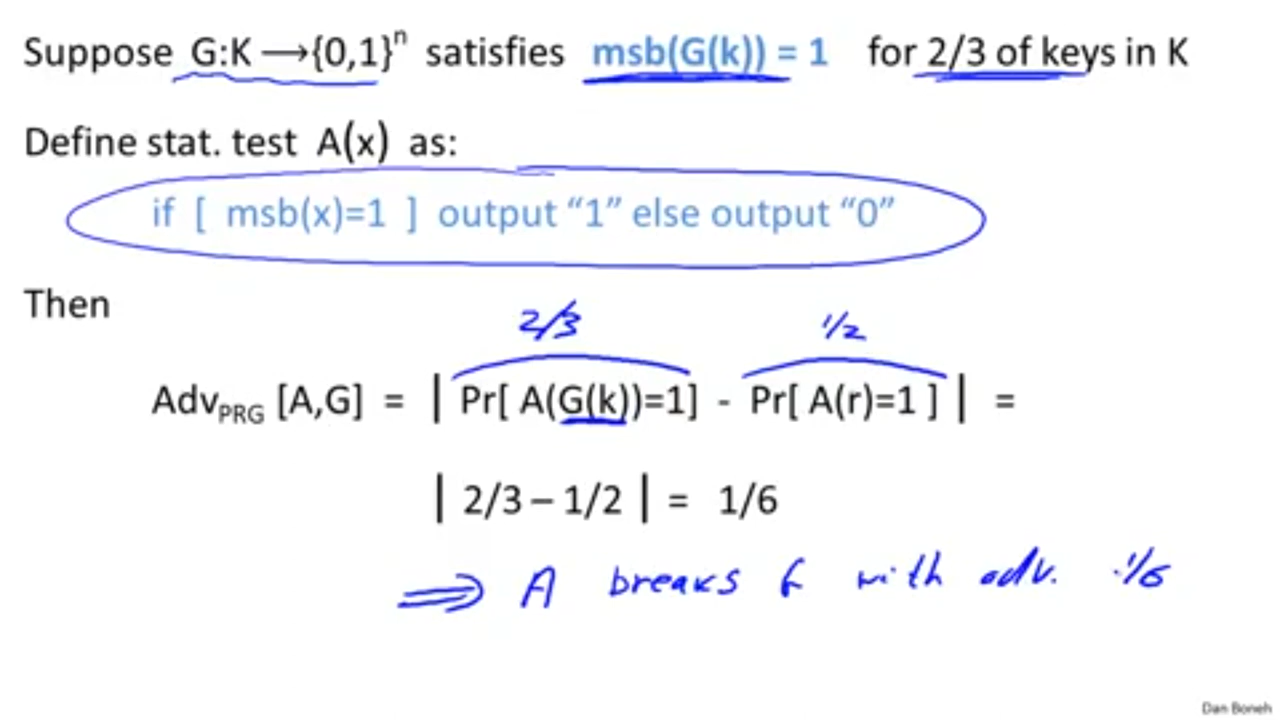 Suppose G:K ⟶{0,1}ⁿ satisfies msb(G(k)) = 1 for 2/3 of keys in K
Define stat. test A(x) as:
if [ msb(x)=1 ] output “1” else output “0”
Then
2/3 1/2
Adv_PRG [A,G] = | Pr[ A(G(k))=1] - Pr[ A(r)=1 ] | =
| 2/3 – 1/2 | = 1/6
⟹ A breaks G with adv. 1/6
Dan Boneh